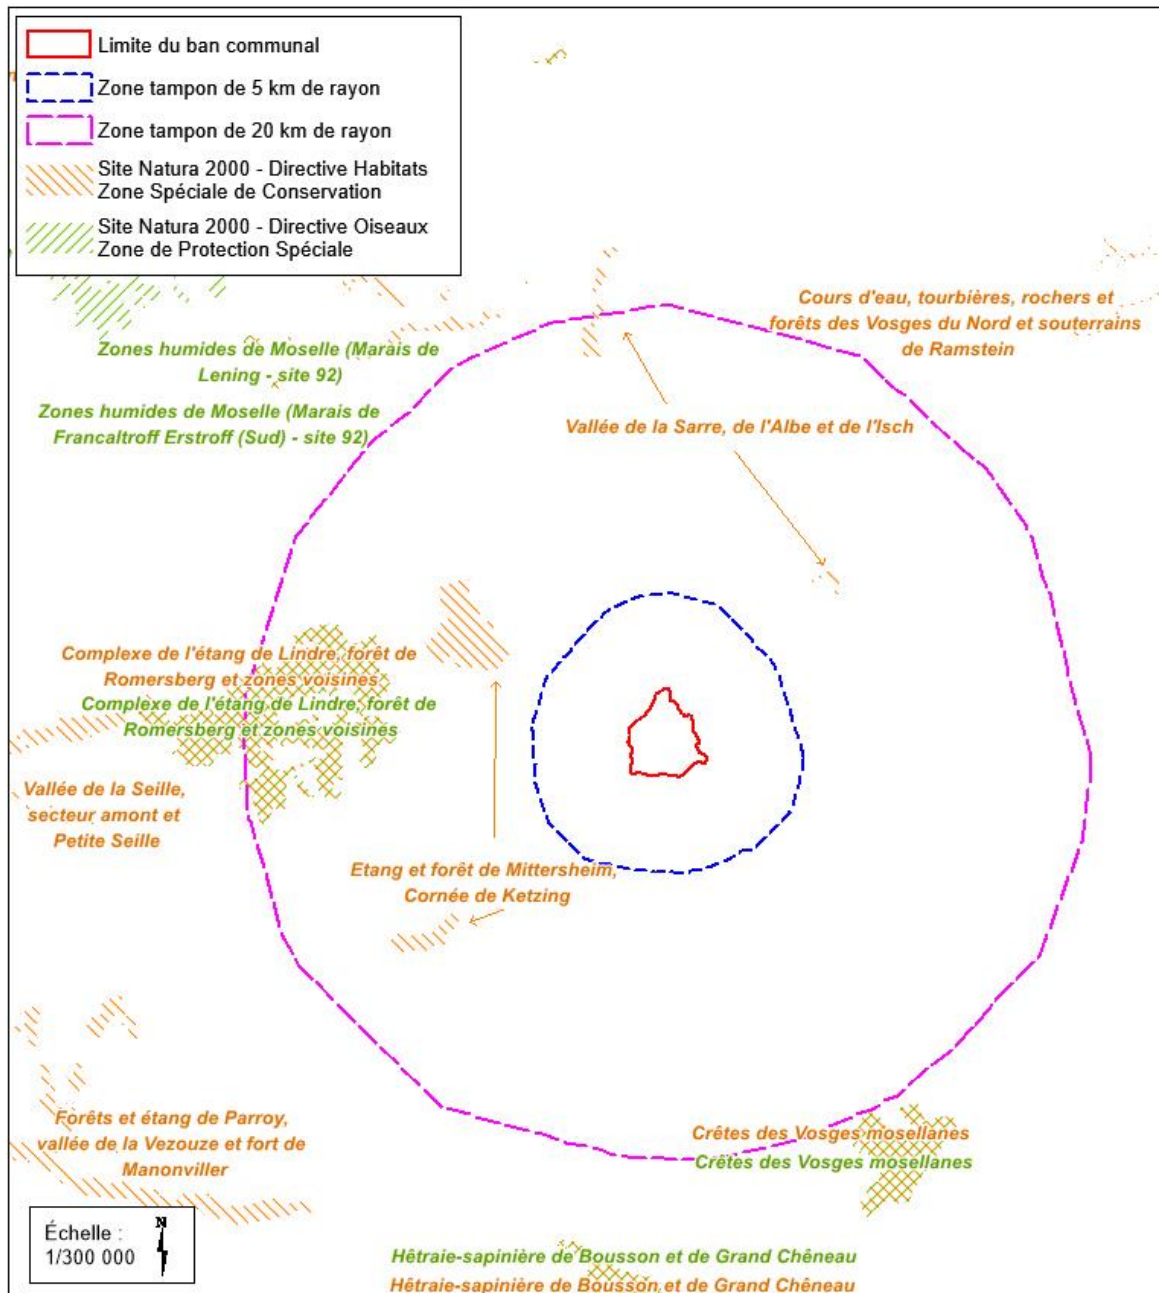 Limite du ban communal
Zone tampon de 5 km de rayon
Zone tampon de 20 km de rayon
Site Natura 2000 - Directive Habitats
Zone Spéciale de Conservation
Site Natura 2000 - Directive Oiseaux
Zone de Protection Spéciale
Cours d'eau, tourbières, rochers et
forêts des Vosges du Nord et souterrains
de Ramstein
Zones humides de Moselle (Marais de
Lening - site 92)
Zones humides de Moselle (Marais de
Francaltroff Erstroff (Sud) - site 92)
Vallée de la Sarre, de l'Albe et de l'Isch
Complexe de l'étang de Lindre, forêt de
Romersberg et zones voisines
Complexe de l'étang de Lindre, forêt de
Romersberg et zones voisines
Vallée de la Seille,
secteur amont et
Petite Seille
Etang et forêt de Mittersheim,
Cornée de Ketzing
Forêts et étang de Parroy,
vallée de la Vezouze et fort de
Manonviller
Crêtes des Vosges mosellanes
Crêtes des Vosges mosellanes
Échelle :
1/300 000
N
Hêtraie-sapinière de Bousson et de Grand Chêneau
Hêtraie-sapinière de Bousson et de Grand Chêneau